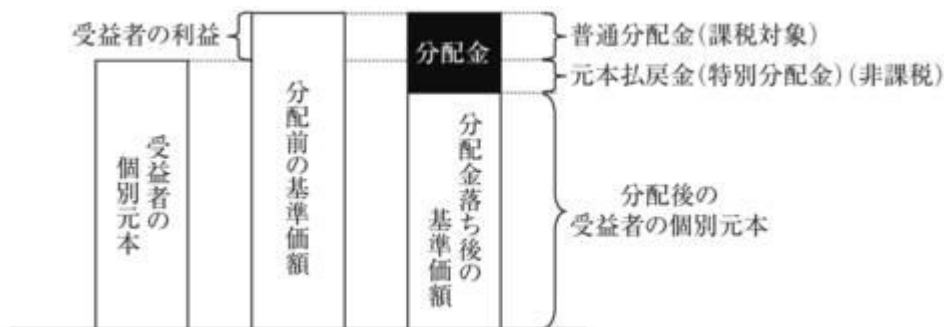 受益者の利益
分配金
普通分配金(課税対象)
元本払戻金(特別分配金)(非課税)
受益者の
個別元本
分配前の基準価額
分配金落ち後の
基準価額
分配後の
受益者の個別元本